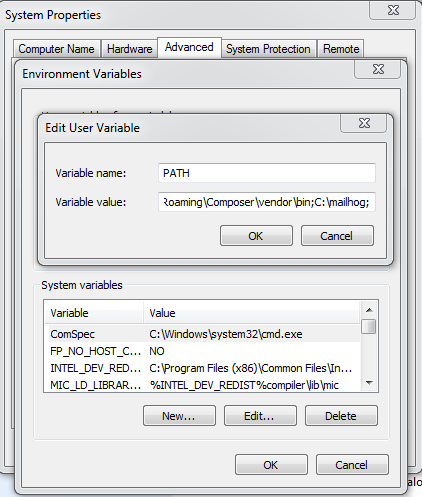 System Properties
Computer Name Hardware Advanced System Protection Remote
Environment Variables
Edit User Variable
Variable name: PATH
Variable value: Roaming\Composer\vendor\bin;C:\mailhog;
OK Cancel
System variables
Variable Value
ComSpec C:\Windows\system32\cmd.exe
FP_NO_HOST_C... NO
INTEL_DEV_RED... C:\Program Files (x86)\Common Files\In...
MIC_LD_LIBRAR... %INTEL_DEV_REDIST%compiler\lib\mic
New... Edit... Delete
OK Cancel